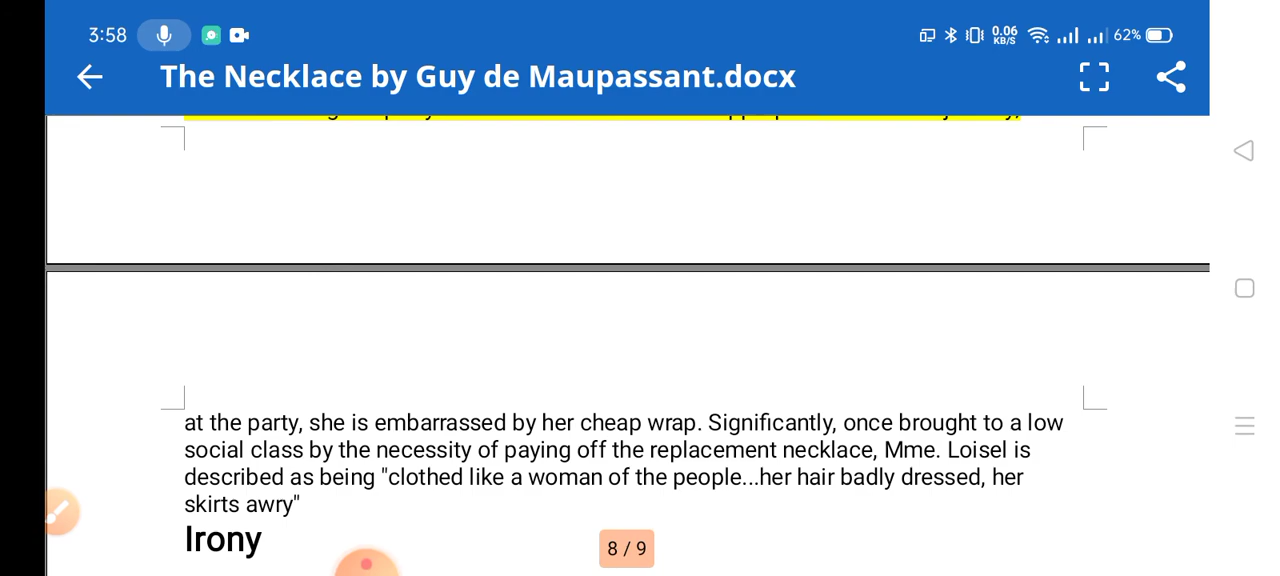 3:58
0.06
KB/S
62%
The Necklace by Guy de Maupassant.docx
at the party, she is embarrassed by her cheap wrap. Significantly, once brought to a low
social class by the necessity of paying off the replacement necklace, Mme. Loisel is
described as being "clothed like a woman of the people...her hair badly dressed, her
skirts awry"
Irony
8 / 9